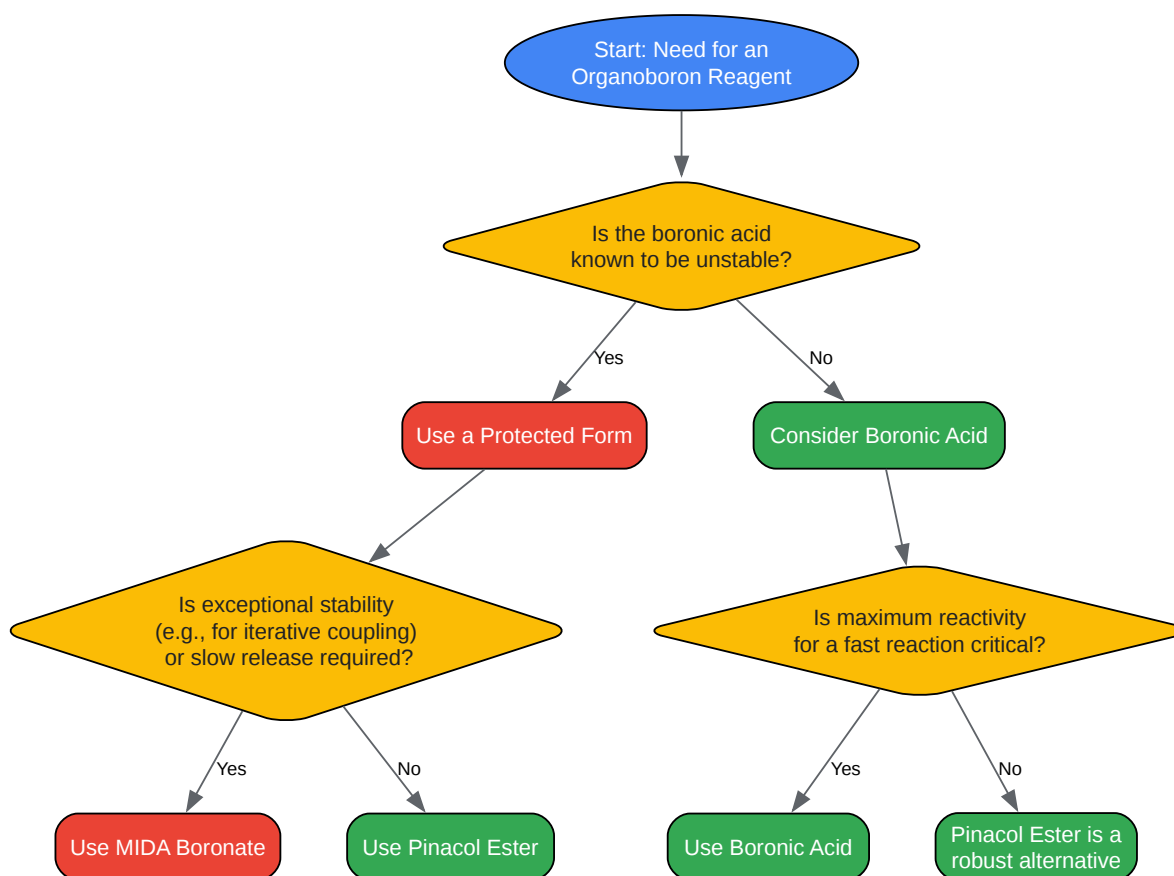 Start: Need for an
Organoboron Reagent
Is the boronic acid
known to be unstable?
Yes
No
Use a Protected Form
Consider Boronic Acid
Is exceptional stability
(e.g., for iterative coupling)
or slow release required?
Is maximum reactivity
for a fast reaction critical?
Yes
No
Yes
No
Use MIDA Boronate
Use Pinacol Ester
Use Boronic Acid
Pinacol Ester is a
robust alternative